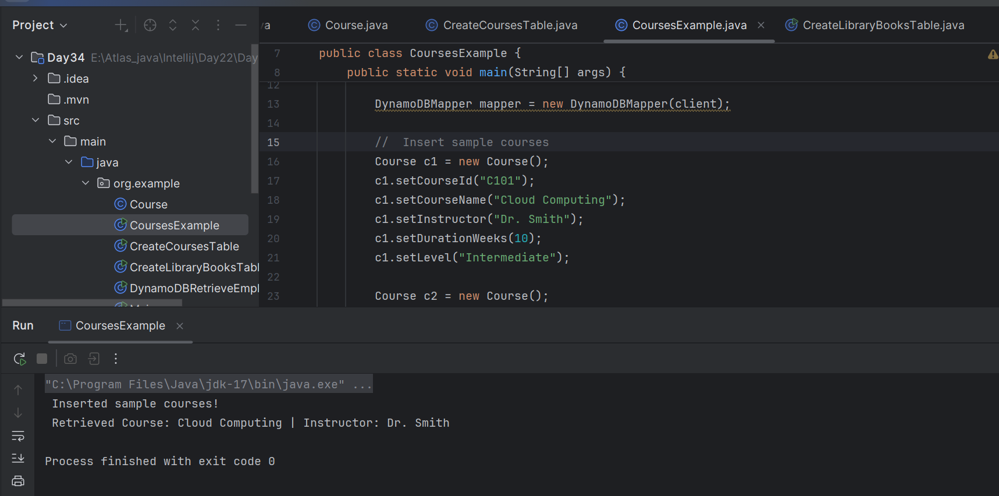 Project
Day34 E:\Atlas_java\Intellij\Day22\Day
.idea
.mvn
src
main
java
org.example
Course
CoursesExample
CreateCoursesTable
CreateLibraryBooksTabl
DynamoDBRetrieveEmpl
va
Course.java
CreateCoursesTable.java
CoursesExample.java
CreateLibraryBooksTable.java
7 public class CoursesExample {
8 public static void main(String[] args) {
12
13 DynamoDBMapper mapper = new DynamoDBMapper(client);
14
15 //  Insert sample courses
16 Course c1 = new Course();
17 c1.setCourseId("C101");
18 c1.setCourseName("Cloud Computing");
19 c1.setInstructor("Dr. Smith");
20 c1.setDurationWeeks(10);
21 c1.setLevel("Intermediate");
22
23 Course c2 = new Course();
Run CoursesExample
"C:\Program Files\Java\jdk-17\bin\java.exe" ...
Inserted sample courses!
Retrieved Course: Cloud Computing | Instructor: Dr. Smith
Process finished with exit code 0